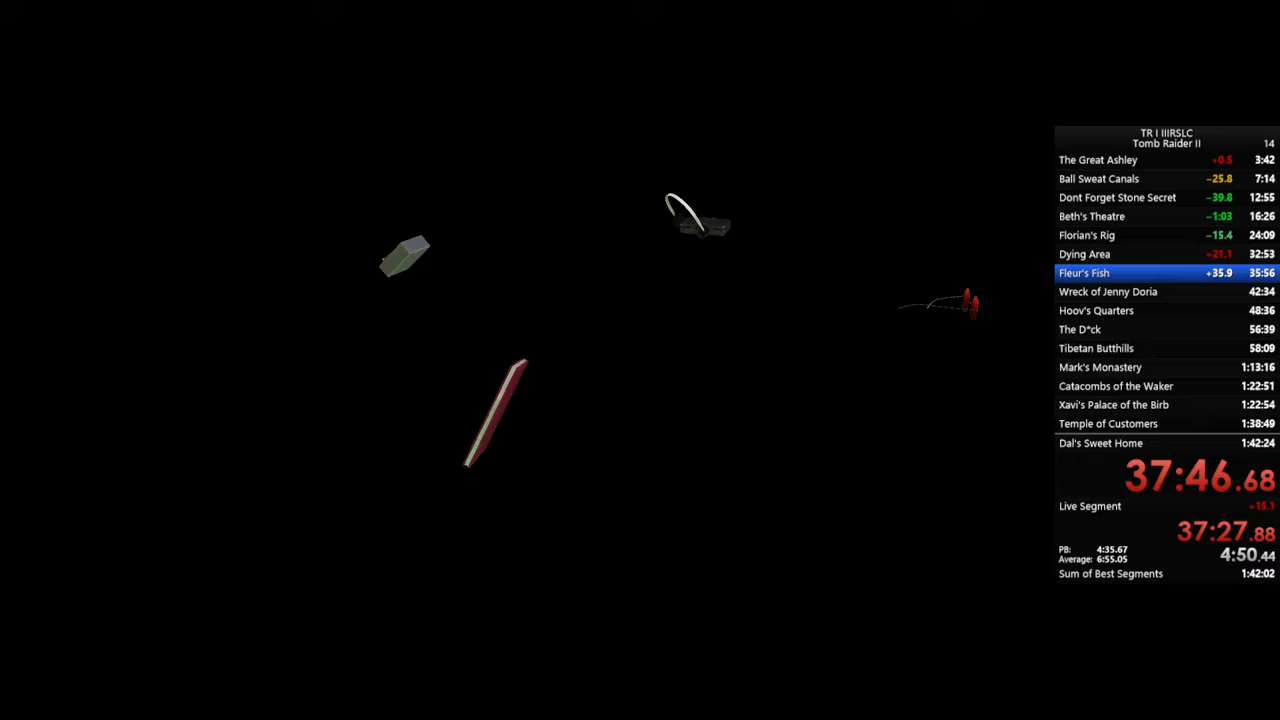 TR I IIIRSLC
Tomb Raider II 14
The Great Ashley +0.5 3:42
Ball Sweat Canals −25.8 7:14
Dont Forget Stone Secret −39.8 12:55
Beth's Theatre −1:03 16:26
Florian's Rig −15.4 24:09
Dying Area +21.1 32:53
Fleur's Fish +35.9 35:56
Wreck of Jenny Doria 42:34
Hoov's Quarters 48:36
The D*ck 56:39
Tibetan Butthills 58:09
Mark's Monastery 1:13:16
Catacombs of the Waker 1:22:51
Xavi's Palace of the Birb 1:22:54
Temple of Customers 1:38:49
Dal's Sweet Home 1:42:24
37:46.68
Live Segment +15.1
37:27.88
PB: 4:35.67
Average: 6:55.05 4:50.44
Sum of Best Segments 1:42:02